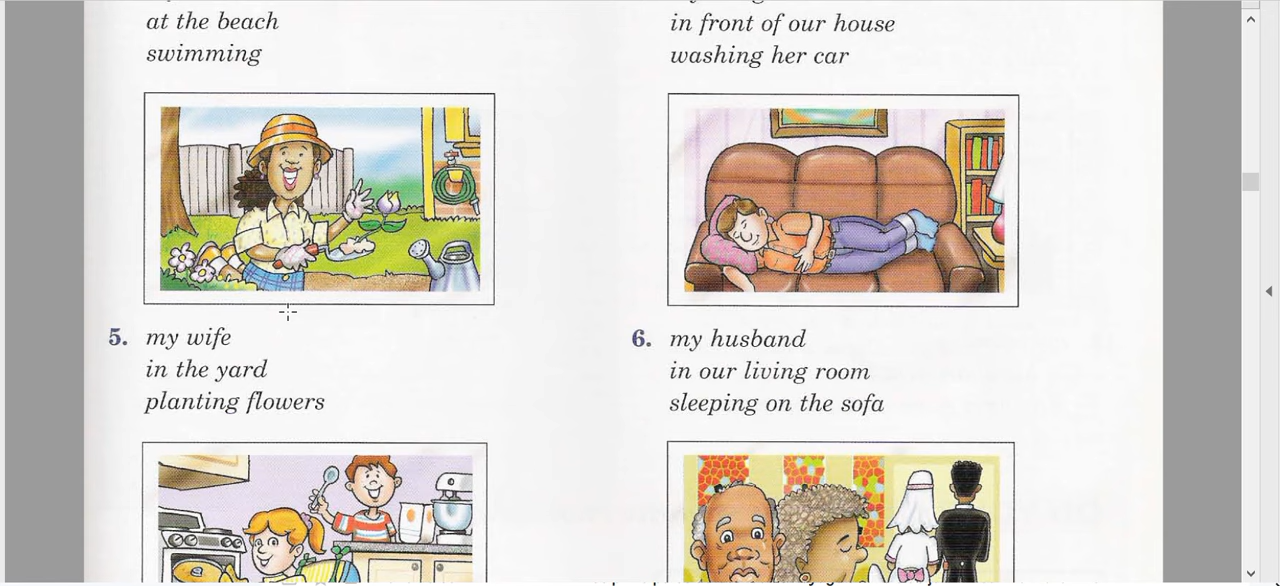 at the beach
swimming
in front of our house
washing her car
5. my wife
in the yard
planting flowers
6. my husband
in our living room
sleeping on the sofa